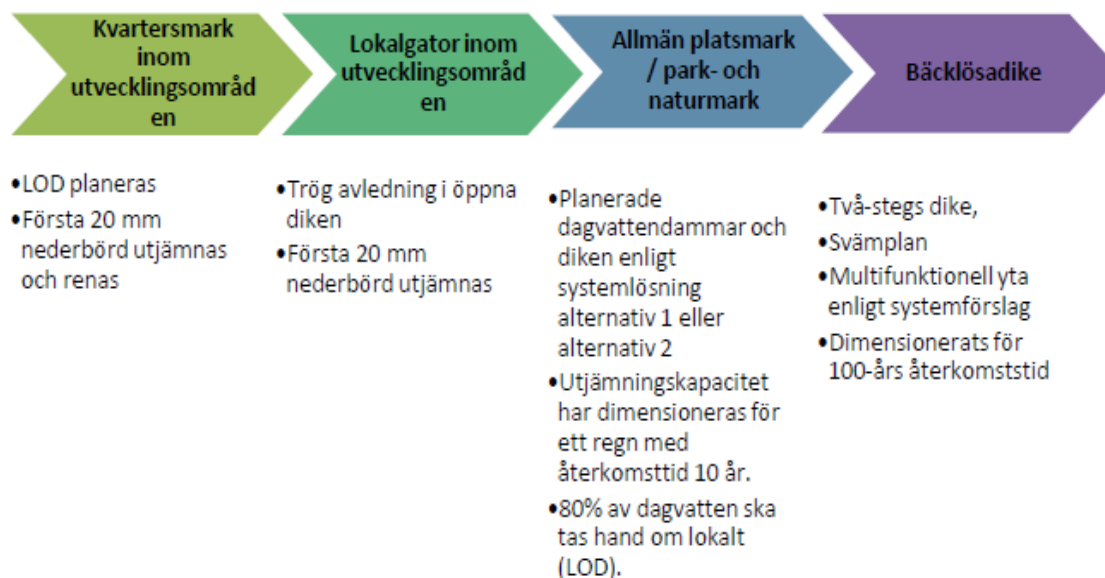 Kvartersmark
inom
utvecklingsområd
en
•LOD planeras
•Första 20 mm
nederbörd utjämnas
och renas
Lokalgator inom
utvecklingsområd
en
•Trög avledning i öppna
diken
•Första 20 mm
nederbörd utjämnas
Allmän platsmark
/ park- och
naturmark
•Planerade
dagvattendammar och
diken enligt
systemlösning
alternativ 1 eller
alternativ 2
•Utjämningskapacitet
har dimensioneras för
ett regn med
återkomsttid 10 år.
•80% av dagvatten ska
tas hand om lokalt
(LOD).
Bäcklösadike
•Två-stegs dike,
•Svämplan
•Multifunktionell yta
enligt systemförslag
•Dimensionerats för
100-års återkomststid